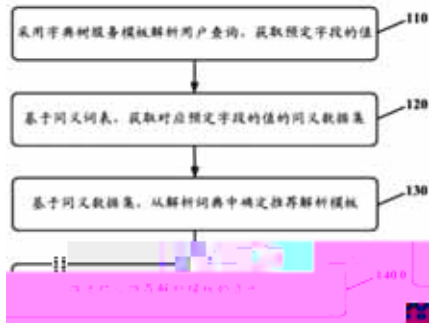 采用字典树服务模板解析用户查询，获取预定字段的值
110
基于同义词表，获取对应预定字段的值的同义数据集
120
基于同义数据集，从解析词典中确定推荐解析模板
130
140